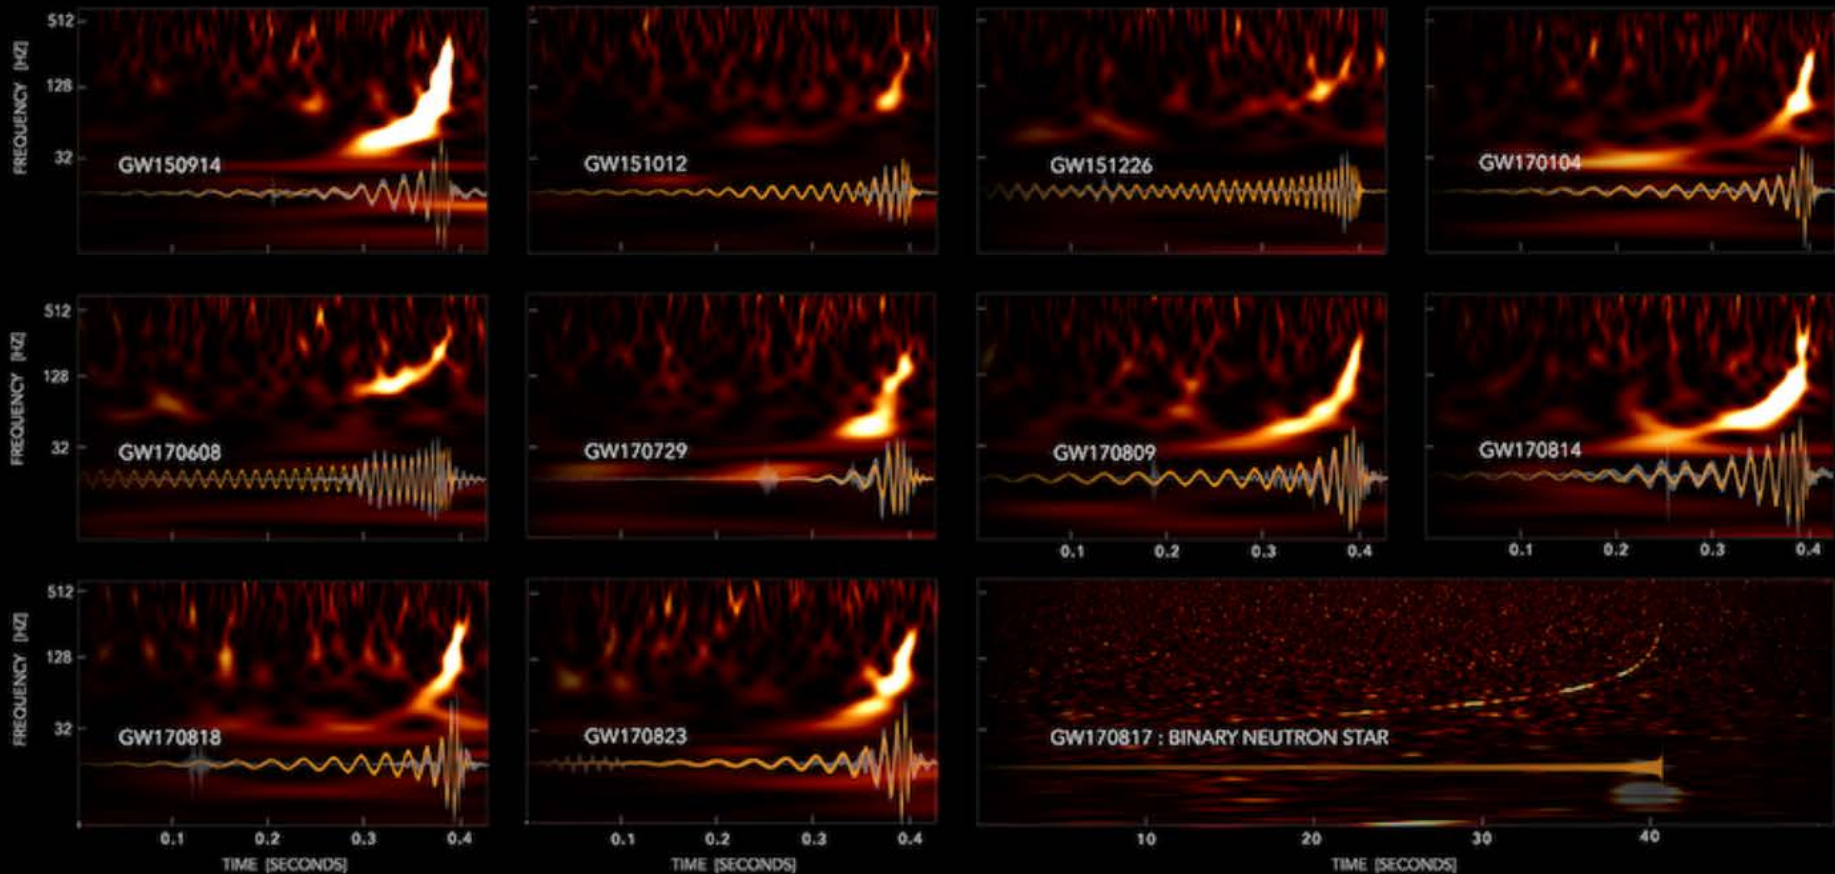 512
FREQUENCY [HZ]
128
32
GW150914
GW151012
GW151226
GW170104
512
FREQUENCY [HZ]
128
32
GW170608
GW170729
GW170809
GW170814
0.1 0.2 0.3 0.4
0.1 0.2 0.3 0.4
512
FREQUENCY [HZ]
128
32
GW170818
GW170823
GW170817 : BINARY NEUTRON STAR
0.1 0.2 0.3 0.4
0.1 0.2 0.3 0.4
10 20 30 40
TIME [SECONDS]
TIME [SECONDS]
TIME [SECONDS]